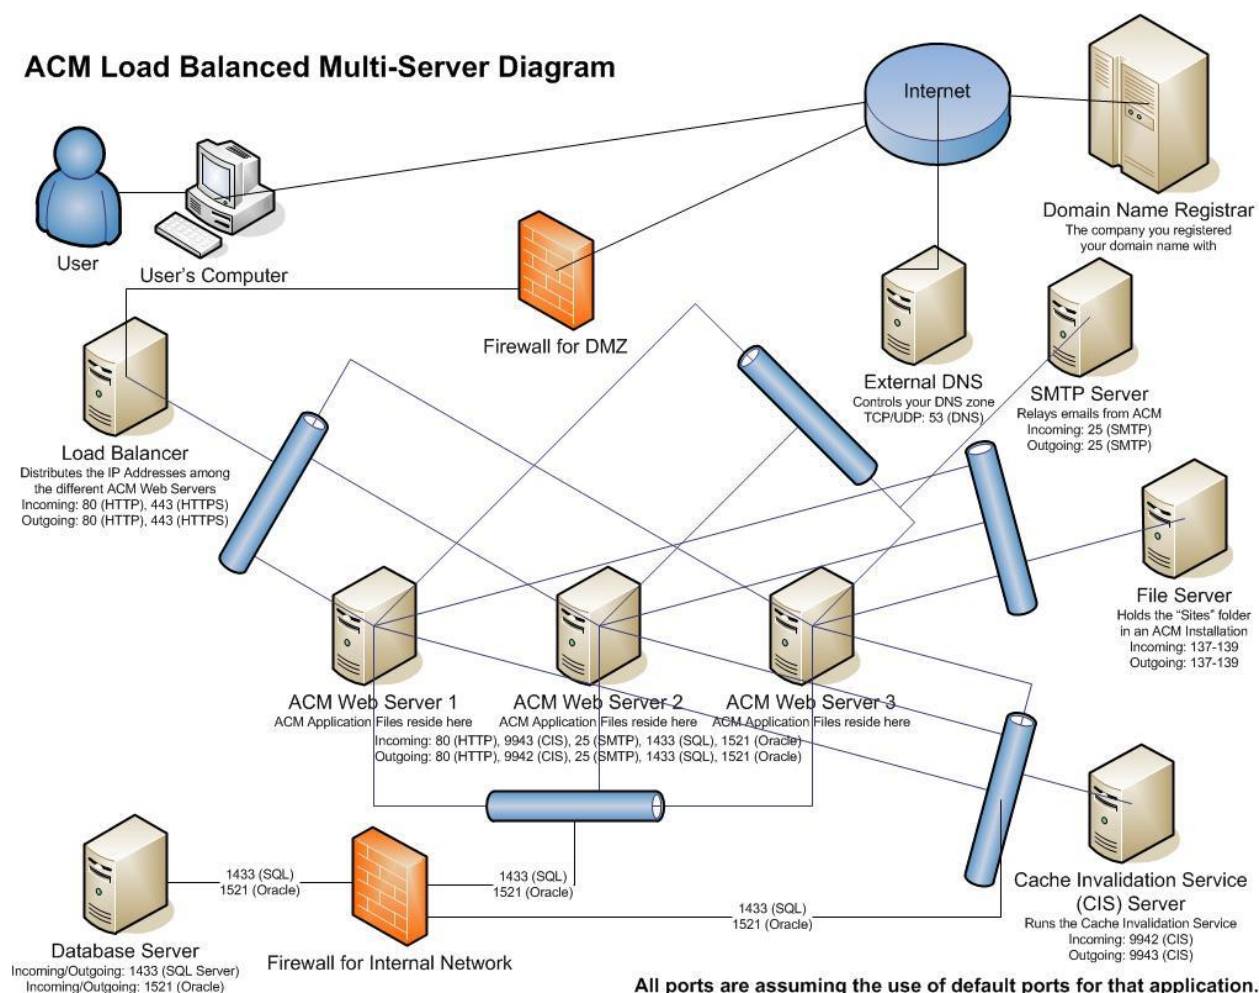 ACM Load Balanced Multi-Server Diagram
Internet
Domain Name Registrar
The company you registered
your domain name with
User
User's Computer
Firewall for DMZ
External DNS
Controls your DNS zone
TCP/UDP: 53 (DNS)
SMTP Server
Relays emails from ACM
Incoming: 25 (SMTP)
Outgoing: 25 (SMTP)
Load Balancer
Distributes the IP Addresses among
the different ACM Web Servers
Incoming: 80 (HTTP), 443 (HTTPS)
Outgoing: 80 (HTTP), 443 (HTTPS)
File Server
Holds the "Sites" folder
in an ACM Installation
Incoming: 137-139
Outgoing: 137-139
ACM Web Server 1
ACM Application Files reside here
ACM Web Server 2
ACM Application Files reside here
ACM Web Server 3
ACM Application Files reside here
Incoming: 80 (HTTP), 9943 (CIS), 25 (SMTP), 1433 (SQL), 1521 (Oracle)
Outgoing: 80 (HTTP), 9942 (CIS), 25 (SMTP), 1433 (SQL), 1521 (Oracle)
1433 (SQL)
1521 (Oracle)
1433 (SQL)
1521 (Oracle)
1433 (SQL)
1521 (Oracle)
Cache Invalidation Service
(CIS) Server
Runs the Cache Invalidation Service
Incoming: 9942 (CIS)
Outgoing: 9943 (CIS)
Database Server
Incoming/Outgoing: 1433 (SQL Server)
Incoming/Outgoing: 1521 (Oracle)
Firewall for Internal Network
All ports are assuming the use of default ports for that application.